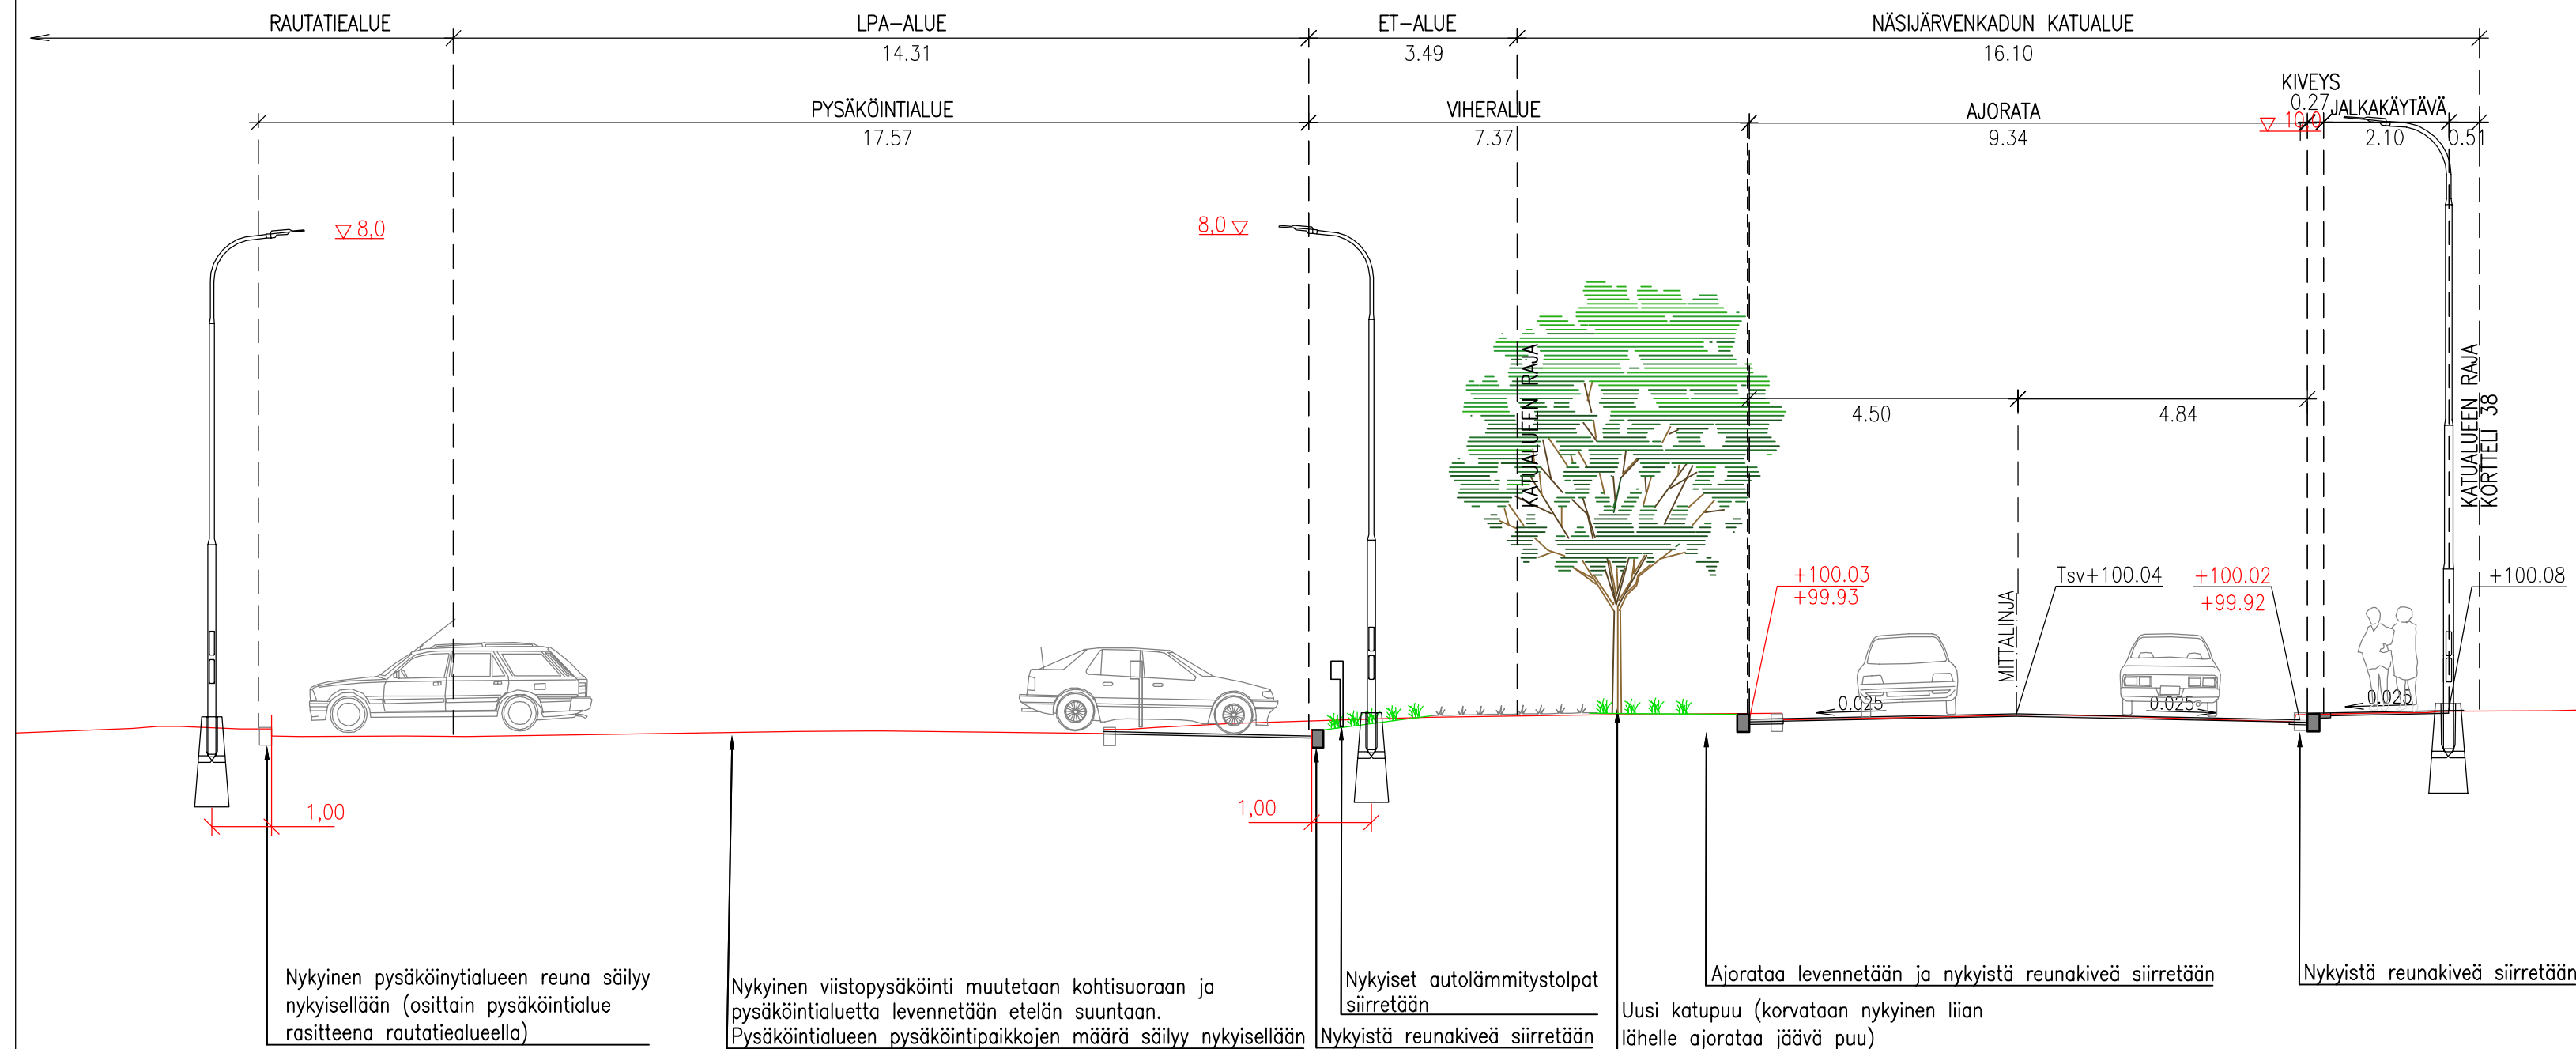 RAUTATIEALUE
LPA-ALUE
ET-ALUE
NÄSIJÄRVENKADUN KATUALUE
14.31
3.49
16.10
KIVEYS
PYSÄKÖINTIALUE
VIHERALUE
AJORATA
0.27
JALKAKÄYTÄVÄ
10,0
17.57
7.37
9.34
2.10
0.51
8,0
8,0
KATUALUEEN RAJA
KATUALUEEN RAJA
KORTTELI 38
4.50
4.84
+100.03
+99.93
Tsv+100.04
+100.02
+99.92
+100.08
MITTALINJA
0.025
0.025
0.025
1,00
1,00
Nykyinen pysäköinytialueen reuna säilyy
nykyisellään (osittain pysäköintialue
rasitteena rautatiealueella)
Nykyinen viistopysäköinti muutetaan kohtisuoraan ja
pysäköintialuetta levennetään etelän suuntaan.
Pysäköintialueen pysäköintipaikkojen määrä säilyy nykyisellään
Nykyiset autolämmitystolpat
siirretään
Nykyistä reunakiveä siirretään
Uusi katupuu (korvataan nykyinen liian
lähelle ajorataa jäävä puu)
Ajorataa levennetään ja nykyistä reunakiveä siirretään
Nykyistä reunakiveä siirretään